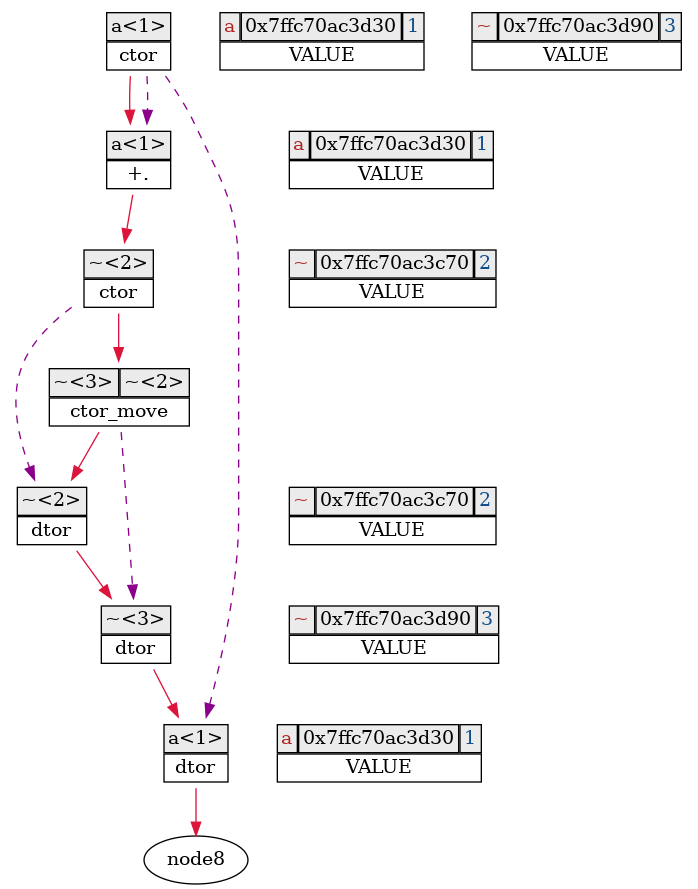 a<1> a 0x7ffc70ac3d30 1 ~ 0x7ffc70ac3d90 3
ctor VALUE VALUE
a<1> a 0x7ffc70ac3d30 1
+. VALUE
~<2> ~ 0x7ffc70ac3c70 2
ctor VALUE
~<3> ~<2>
ctor_move
~<2> ~ 0x7ffc70ac3c70 2
dtor VALUE
~<3> ~ 0x7ffc70ac3d90 3
dtor VALUE
a<1> a 0x7ffc70ac3d30 1
dtor VALUE
node8